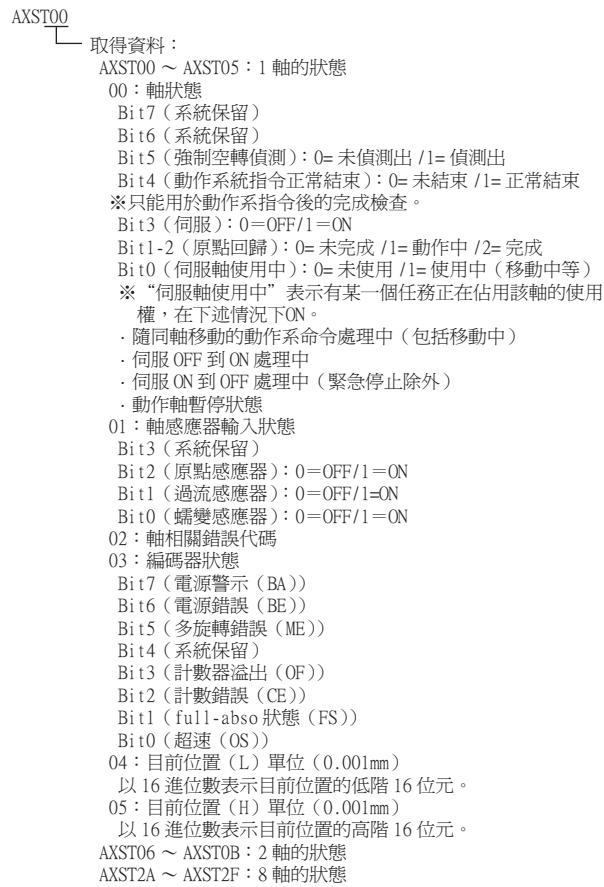 AXST00
取得資料：
AXST00 ～ AXST05：1 軸的狀態
00：軸狀態
Bit7（系統保留）
Bit6（系統保留）
Bit5（強制空轉偵測）：0= 未偵測出 /1= 偵測出
Bit4（動作系統指令正常結束）：0= 未結束 /1= 正常結束
※只能用於動作系指令後的完成檢查。
Bit3（伺服）：0＝OFF/1＝ON
Bit1-2（原點回歸）：0= 未完成 /1= 動作中 /2= 完成
Bit0（伺服軸使用中）：0= 未使用 /1= 使用中（移動中等）
※“伺服軸使用中”表示有某一個任務正在佔用該軸的使用
權，在下述情況下ON。
．隨同軸移動的動作系命令處理中（包括移動中）
．伺服 OFF 到 ON 處理中
．伺服 ON 到 OFF 處理中（緊急停止除外）
．動作軸暫停狀態
01：軸感應器輸入狀態
Bit3（系統保留）
Bit2（原點感應器）：0＝OFF/1＝ON
Bit1（過流感應器）：0＝OFF/1=ON
Bit0（蠕變感應器）：0＝OFF/1＝ON
02：軸相關錯誤代碼
03：編碼器狀態
Bit7（電源警示（BA））
Bit6（電源錯誤（BE））
Bit5（多旋轉錯誤（ME））
Bit4（系統保留）
Bit3（計數器溢出（OF））
Bit2（計數錯誤（CE））
Bit1（full-abso 狀態（FS））
Bit0（超速（OS））
04：目前位置（L）單位（0.001mm）
以 16 進位數表示目前位置的低階 16 位元。
05：目前位置（H）單位（0.001mm）
以 16 進位數表示目前位置的高階 16 位元。
AXST06 ～ AXST0B：2 軸的狀態
AXST2A ～ AXST2F：8 軸的狀態